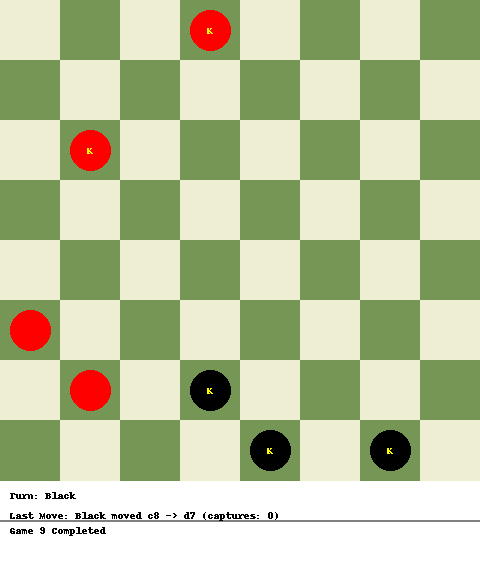 K
K
K
K K
Turn: Black
Last Move: Black moved c8 -> d7 (captures: 0)
Game 9 Completed